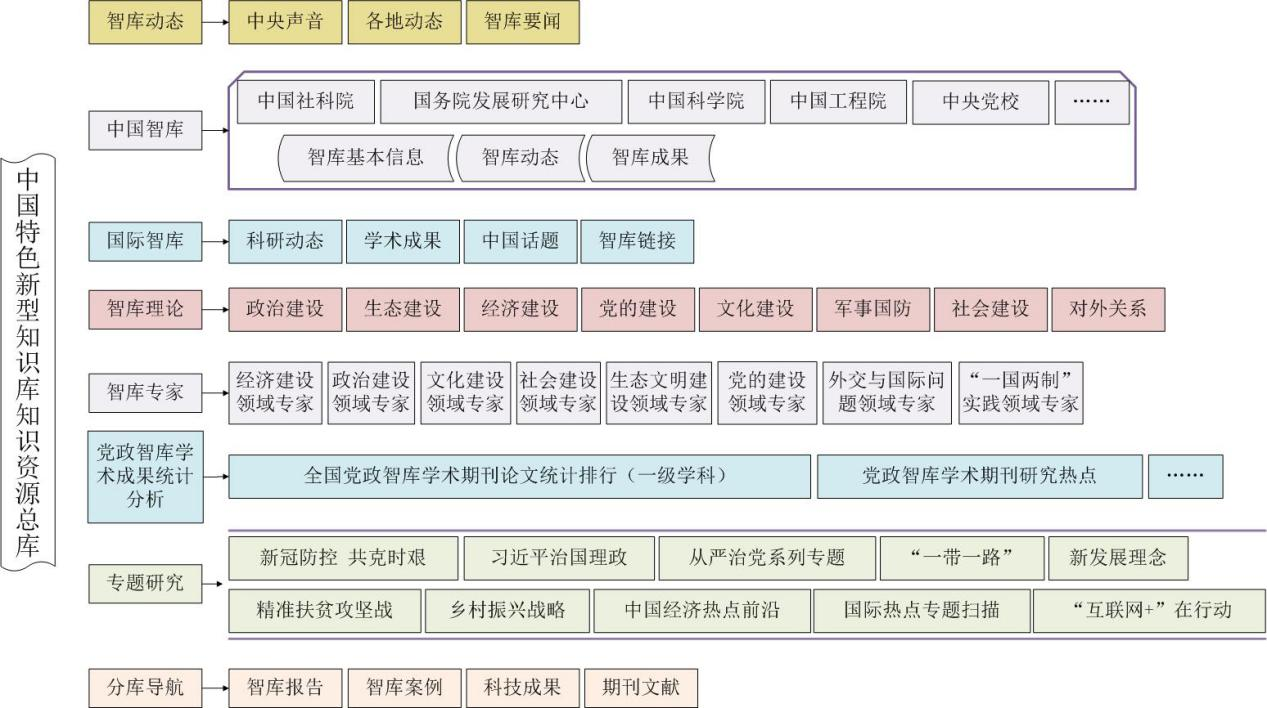 中国特色新型知识库知识资源总库
智库动态
中央声音
各地动态
智库要闻
中国智库
中国社科院
国务院发展研究中心
中国科学院
中国工程院
中央党校
……
智库基本信息
智库动态
智库成果
国际智库
科研动态
学术成果
中国话题
智库链接
智库理论
政治建设
生态建设
经济建设
党的建设
文化建设
军事国防
社会建设
对外关系
智库专家
经济建设
领域专家
政治建设
领域专家
文化建设
领域专家
社会建设
领域专家
生态文明建
设领域专家
党的建设
领域专家
外交与国际问
题领域专家
“一国两制”
实践领域专家
党政智库学
术成果统计
分析
全国党政智库学术期刊论文统计排行（一级学科）
党政智库学术期刊研究热点
……
专题研究
新冠防控 共克时艰
习近平治国理政
从严治党系列专题
“一带一路”
新发展理念
精准扶贫攻坚战
乡村振兴战略
中国经济热点前沿
国际热点专题扫描
“互联网+”在行动
分库导航
智库报告
智库案例
科技成果
期刊文献